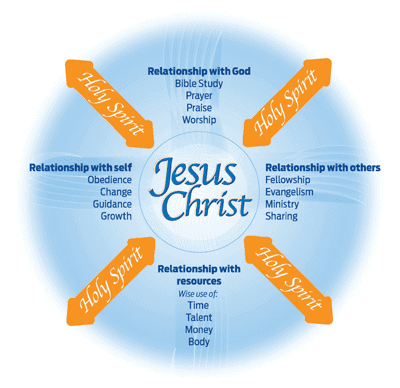 Holy Spirit
Relationship with God
Bible Study
Prayer
Praise
Worship
Holy Spirit
Relationship with self
Obedience
Change
Guidance
Growth
Jesus
Christ
Relationship with others
Fellowship
Evangelism
Ministry
Sharing
Holy Spirit
Relationship with
resources
Wise use of:
Time
Talent
Money
Body
Holy Spirit